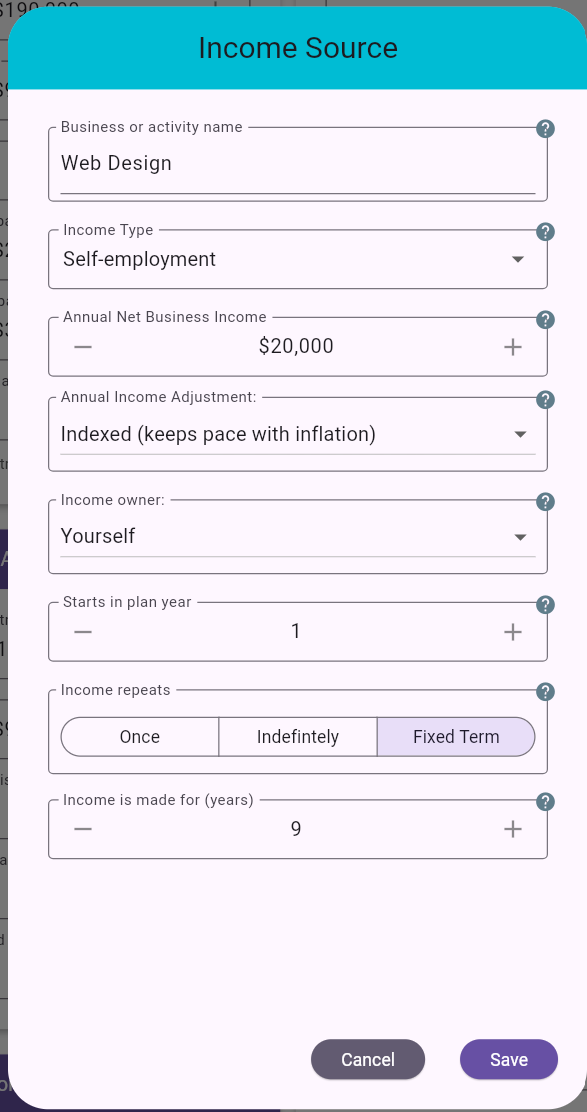 $190,000
Income Source
Business or activity name
?
Web Design
Income Type
?
Self-employment
Annual Net Business Income
?
$20,000
Annual Income Adjustment:
?
Indexed (keeps pace with inflation)
Income owner:
?
Yourself
Starts in plan year
?
1
Income repeats
?
Once
Indefintely
Fixed Term
Income is made for (years)
?
9
Cancel
Save